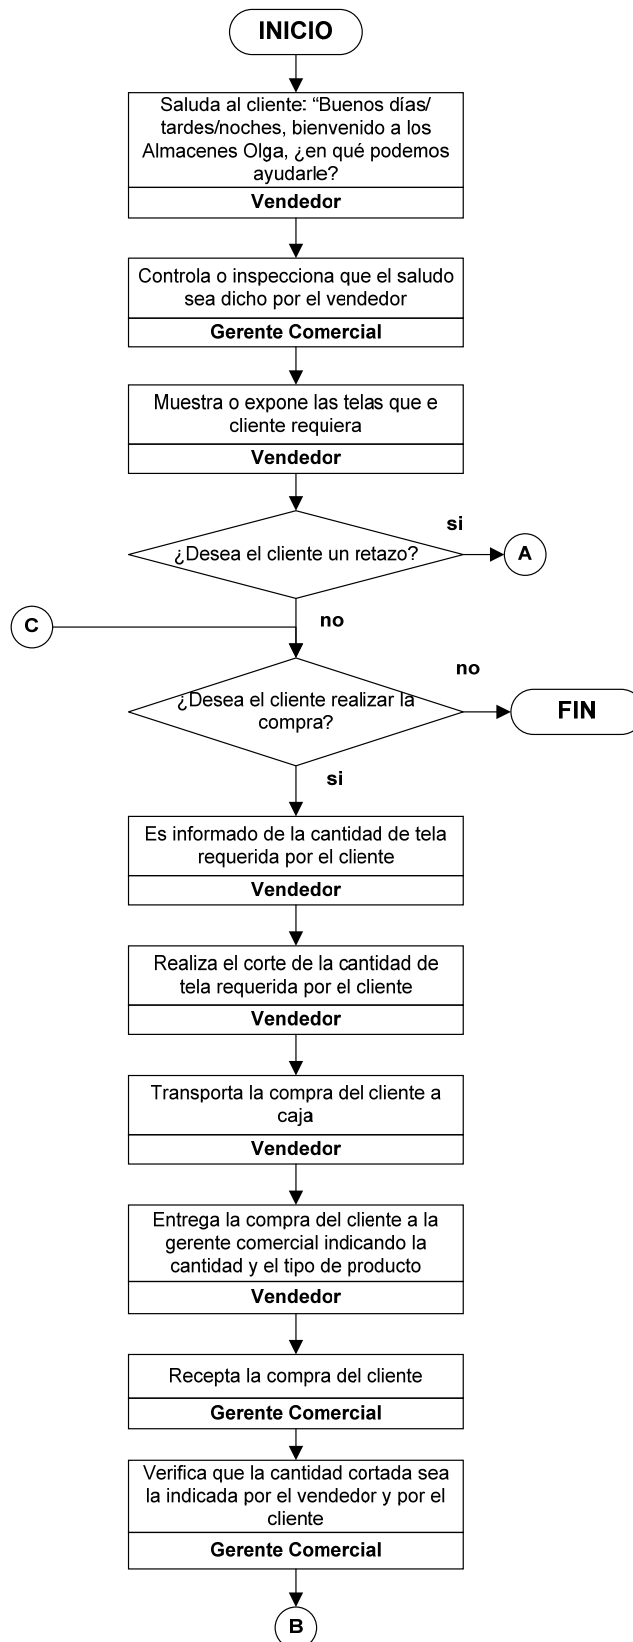 INICIO
Saluda al cliente: “Buenos días/
tardes/noches, bienvenido a los
Almacenes Olga, ¿en qué podemos
ayudarle?
Vendedor
Controla o inspecciona que el saludo
sea dicho por el vendedor
Gerente Comercial
Muestra o expone las telas que e
cliente requiera
Vendedor
si
¿Desea el cliente un retazo?
A
no
C
no
¿Desea el cliente realizar la
compra?
FIN
si
Es informado de la cantidad de tela
requerida por el cliente
Vendedor
Realiza el corte de la cantidad de
tela requerida por el cliente
Vendedor
Transporta la compra del cliente a
caja
Vendedor
Entrega la compra del cliente a la
gerente comercial indicando la
cantidad y el tipo de producto
Vendedor
Recepta la compra del cliente
Gerente Comercial
Verifica que la cantidad cortada sea
la indicada por el vendedor y por el
cliente
Gerente Comercial
B